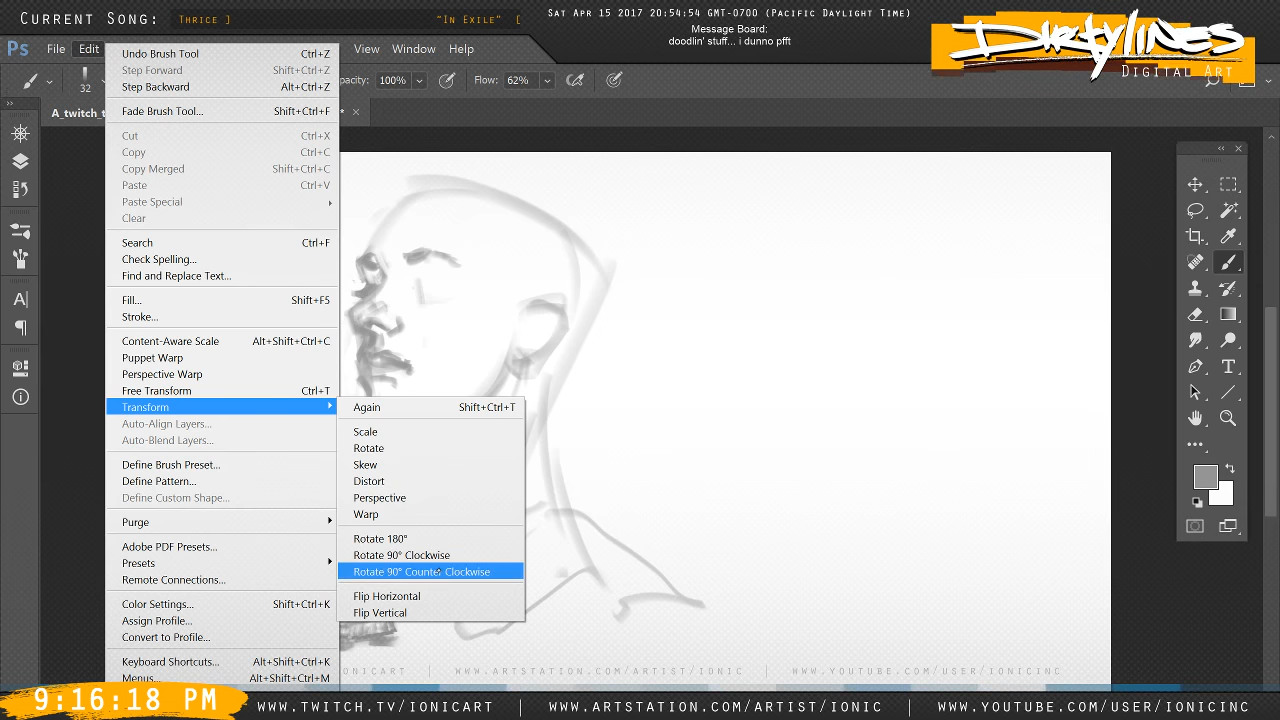 Current Song: Thrice ] "In Exile" [
Sat Apr 15 2017 20:54:54 GMT-0700 (Pacific Daylight Time)
Message Board:
doodlin' stuff... i dunno pfft
Dirtylines
Digital Art
Ps File Edit View Window Help
32 pacity: 100% Flow: 62%
A_twitch_t * ×
Undo Brush Tool Ctrl+Z
Step Forward Shift+Ctrl+Z
Step Backward Alt+Ctrl+Z
Fade Brush Tool... Shift+Ctrl+F
Cut Ctrl+X
Copy Ctrl+C
Copy Merged Shift+Ctrl+C
Paste Ctrl+V
Paste Special
Clear
Search Ctrl+F
Check Spelling...
Find and Replace Text...
Fill... Shift+F5
Stroke...
Content-Aware Scale Alt+Shift+Ctrl+C
Puppet Warp
Perspective Warp
Free Transform Ctrl+T
Transform
Auto-Align Layers...
Auto-Blend Layers...
Define Brush Preset...
Define Pattern...
Define Custom Shape...
Purge
Adobe PDF Presets...
Presets
Remote Connections...
Color Settings... Shift+Ctrl+K
Assign Profile...
Convert to Profile...
Keyboard Shortcuts... Alt+Shift+Ctrl+K
Menus... Alt+Shift+Ctrl+M
Again Shift+Ctrl+T
Scale
Rotate
Skew
Distort
Perspective
Warp
Rotate 180°
Rotate 90° Clockwise
Rotate 90° Counter Clockwise
Flip Horizontal
Flip Vertical
ionicart | www.artstation.com/artist/ionic | www.youtube.com/user/ionicinc
9:16:18 PM
www.twitch.tv/ionicart | www.artstation.com/artist/ionic | www.youtube.com/user/ionicinc